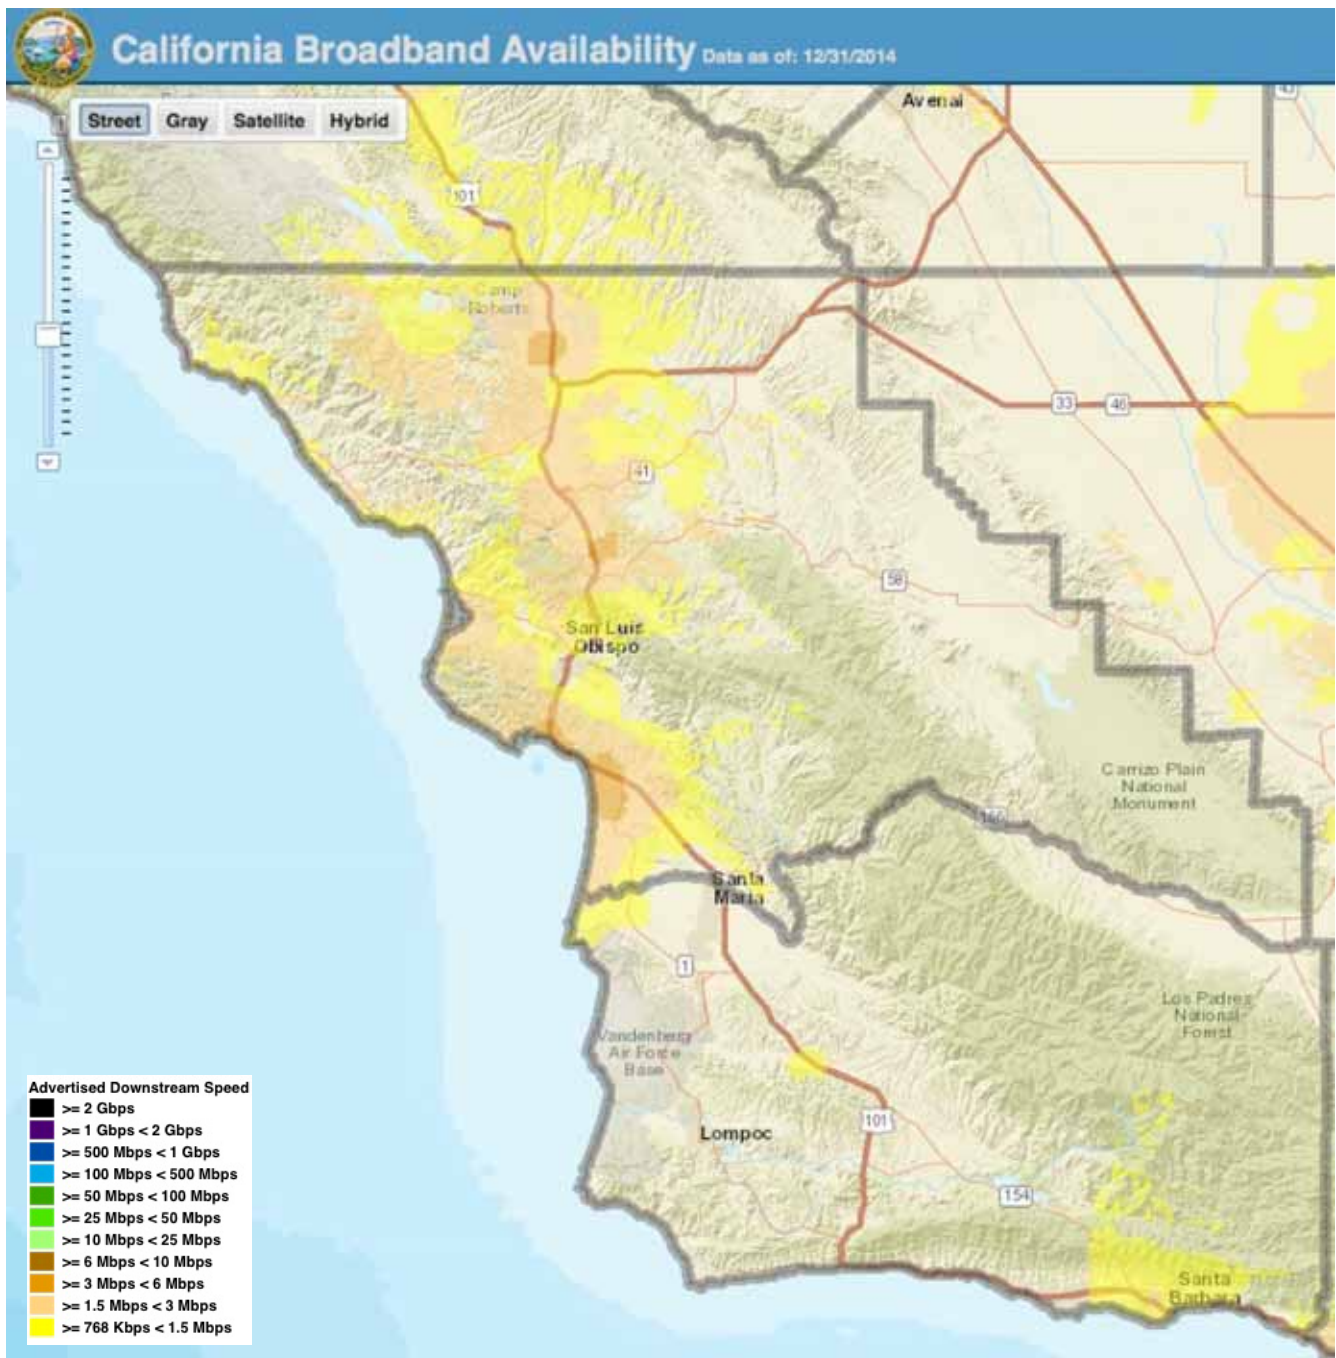 California Broadband Availability Data as of: 12/31/2014
Street Gray Satellite Hybrid
Avenal
101
Camp
Roberts
33
46
41
58
San Luis
Obispo
Carrizo Plain
National
Monument
166
Santa
Maria
1
Los Padres
National
Forest
Vandenberg
Air Force
Base
101
Lompoc
154
Santa
Barbara
Advertised Downstream Speed
>= 2 Gbps
>= 1 Gbps < 2 Gbps
>= 500 Mbps < 1 Gbps
>= 100 Mbps < 500 Mbps
>= 50 Mbps < 100 Mbps
>= 25 Mbps < 50 Mbps
>= 10 Mbps < 25 Mbps
>= 6 Mbps < 10 Mbps
>= 3 Mbps < 6 Mbps
>= 1.5 Mbps < 3 Mbps
>= 768 Kbps < 1.5 Mbps